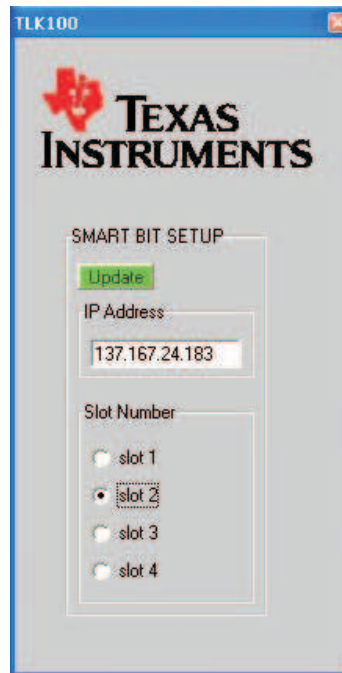 TLK100
TEXAS
INSTRUMENTS
SMART BIT SETUP
Update
IP Address
137.167.24.183
Slot Number
slot 1
slot 2
slot 3
slot 4